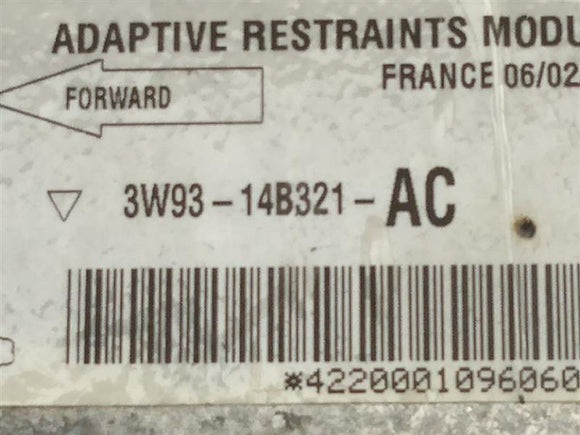 ADAPTIVE RESTRAINTS MODU
FRANCE 06/02
FORWARD
3W93-14B321-AC
*4220001096060